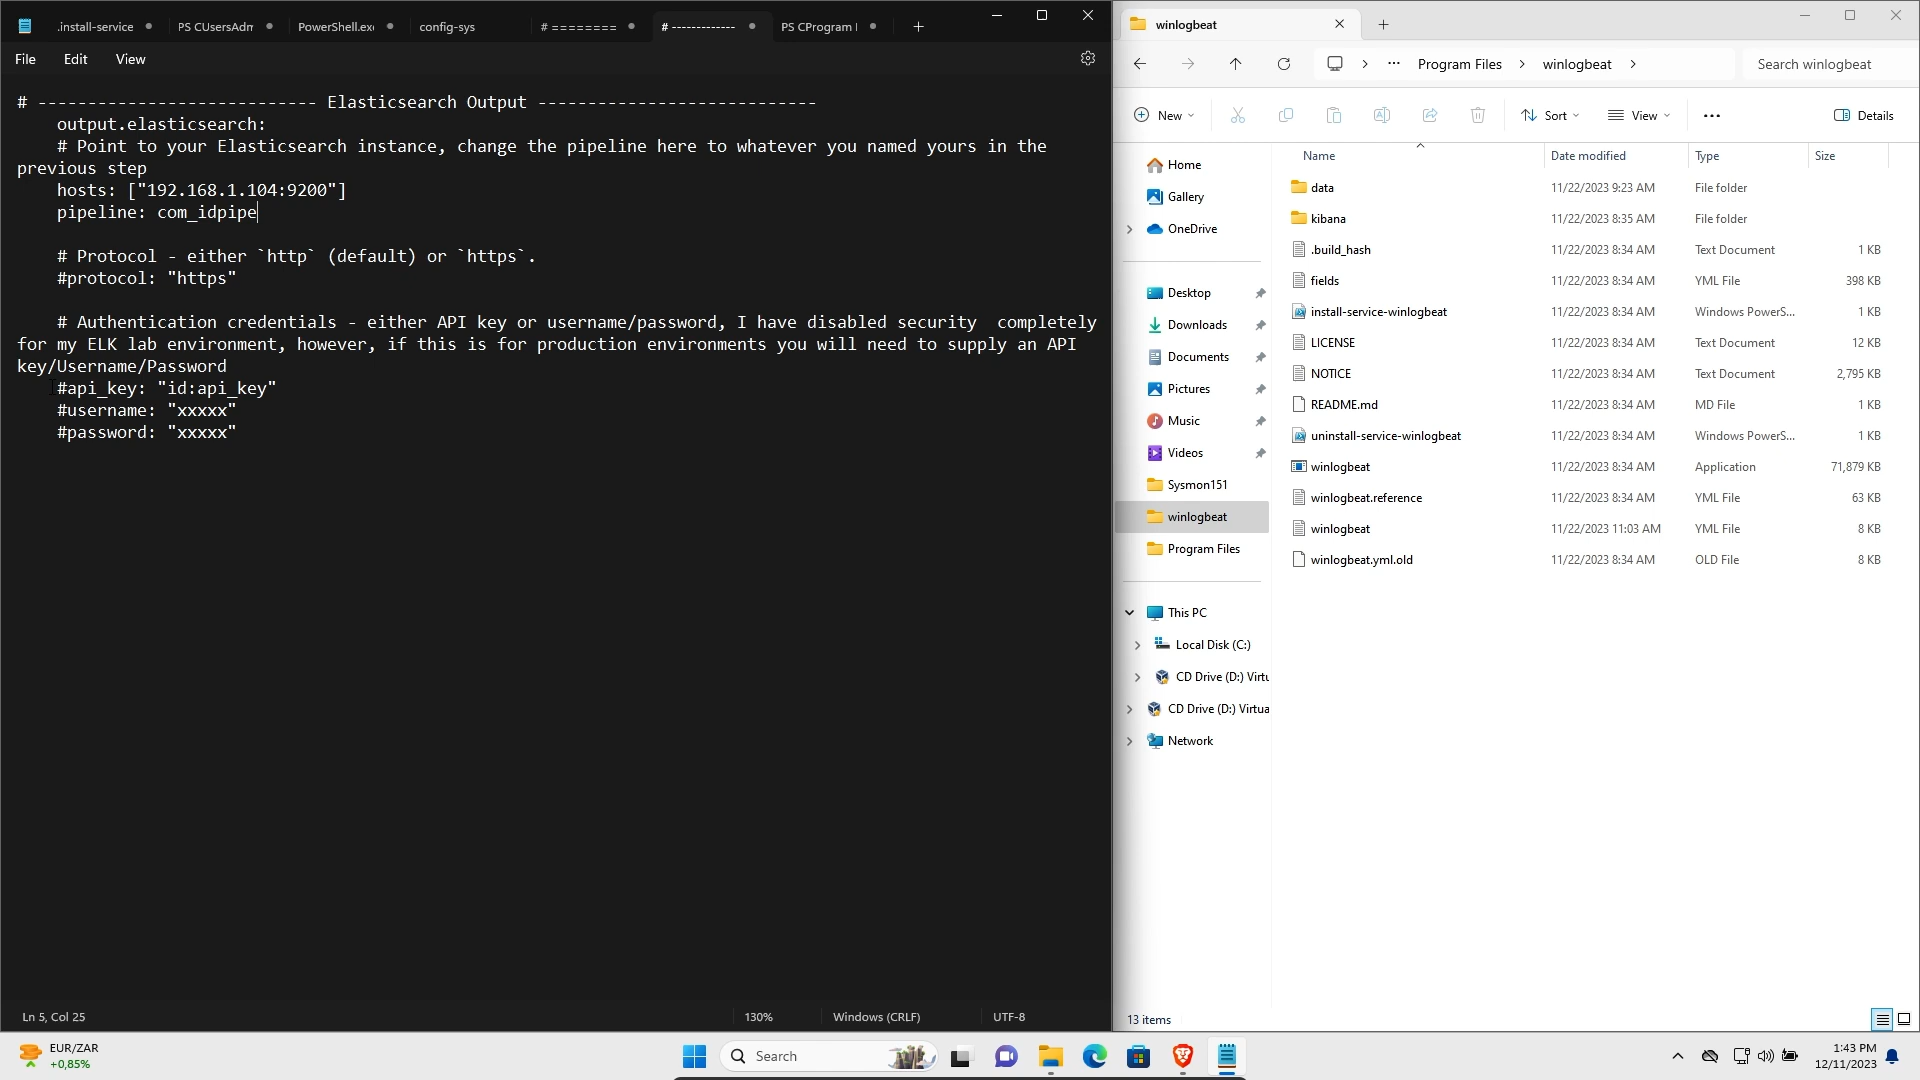 .install-service
PS CUsersAdm
PowerShell.exe
config-sys
# ========
# -------------
PS CProgram
File
Edit
View
# ---------------------------- Elasticsearch Output ----------------------------
output.elasticsearch:
# Point to your Elasticsearch instance, change the pipeline here to whatever you named yours in the
previous step
hosts: ["192.168.1.104:9200"]
pipeline: com_idpipe
# Protocol - either `http` (default) or `https`.
#protocol: "https"
# Authentication credentials - either API key or username/password, I have disabled security  completely
for my ELK lab environment, however, if this is for production environments you will need to supply an API
key/Username/Password
#api_key: "id:api_key"
#username: "xxxxx"
#password: "xxxxx"
Ln 5, Col 25
130%
Windows (CRLF)
UTF-8
winlogbeat
Program Files
winlogbeat
Search winlogbeat
New
Sort
View
Details
Home
Gallery
OneDrive
Desktop
Downloads
Documents
Pictures
Music
Videos
Sysmon151
winlogbeat
Program Files
This PC
Local Disk (C:)
CD Drive (D:) Virtu
CD Drive (D:) Virtua
Network
Name Date modified Type Size
data 11/22/2023 9:23 AM File folder
kibana 11/22/2023 8:35 AM File folder
.build_hash 11/22/2023 8:34 AM Text Document 1 KB
fields 11/22/2023 8:34 AM YML File 398 KB
install-service-winlogbeat 11/22/2023 8:34 AM Windows PowerS... 1 KB
LICENSE 11/22/2023 8:34 AM Text Document 12 KB
NOTICE 11/22/2023 8:34 AM Text Document 2,795 KB
README.md 11/22/2023 8:34 AM MD File 1 KB
uninstall-service-winlogbeat 11/22/2023 8:34 AM Windows PowerS... 1 KB
winlogbeat 11/22/2023 8:34 AM Application 71,879 KB
winlogbeat.reference 11/22/2023 8:34 AM YML File 63 KB
winlogbeat 11/22/2023 11:03 AM YML File 8 KB
winlogbeat.yml.old 11/22/2023 8:34 AM OLD File 8 KB
13 items
EUR/ZAR
+0,85%
Search
1:43 PM
12/11/2023